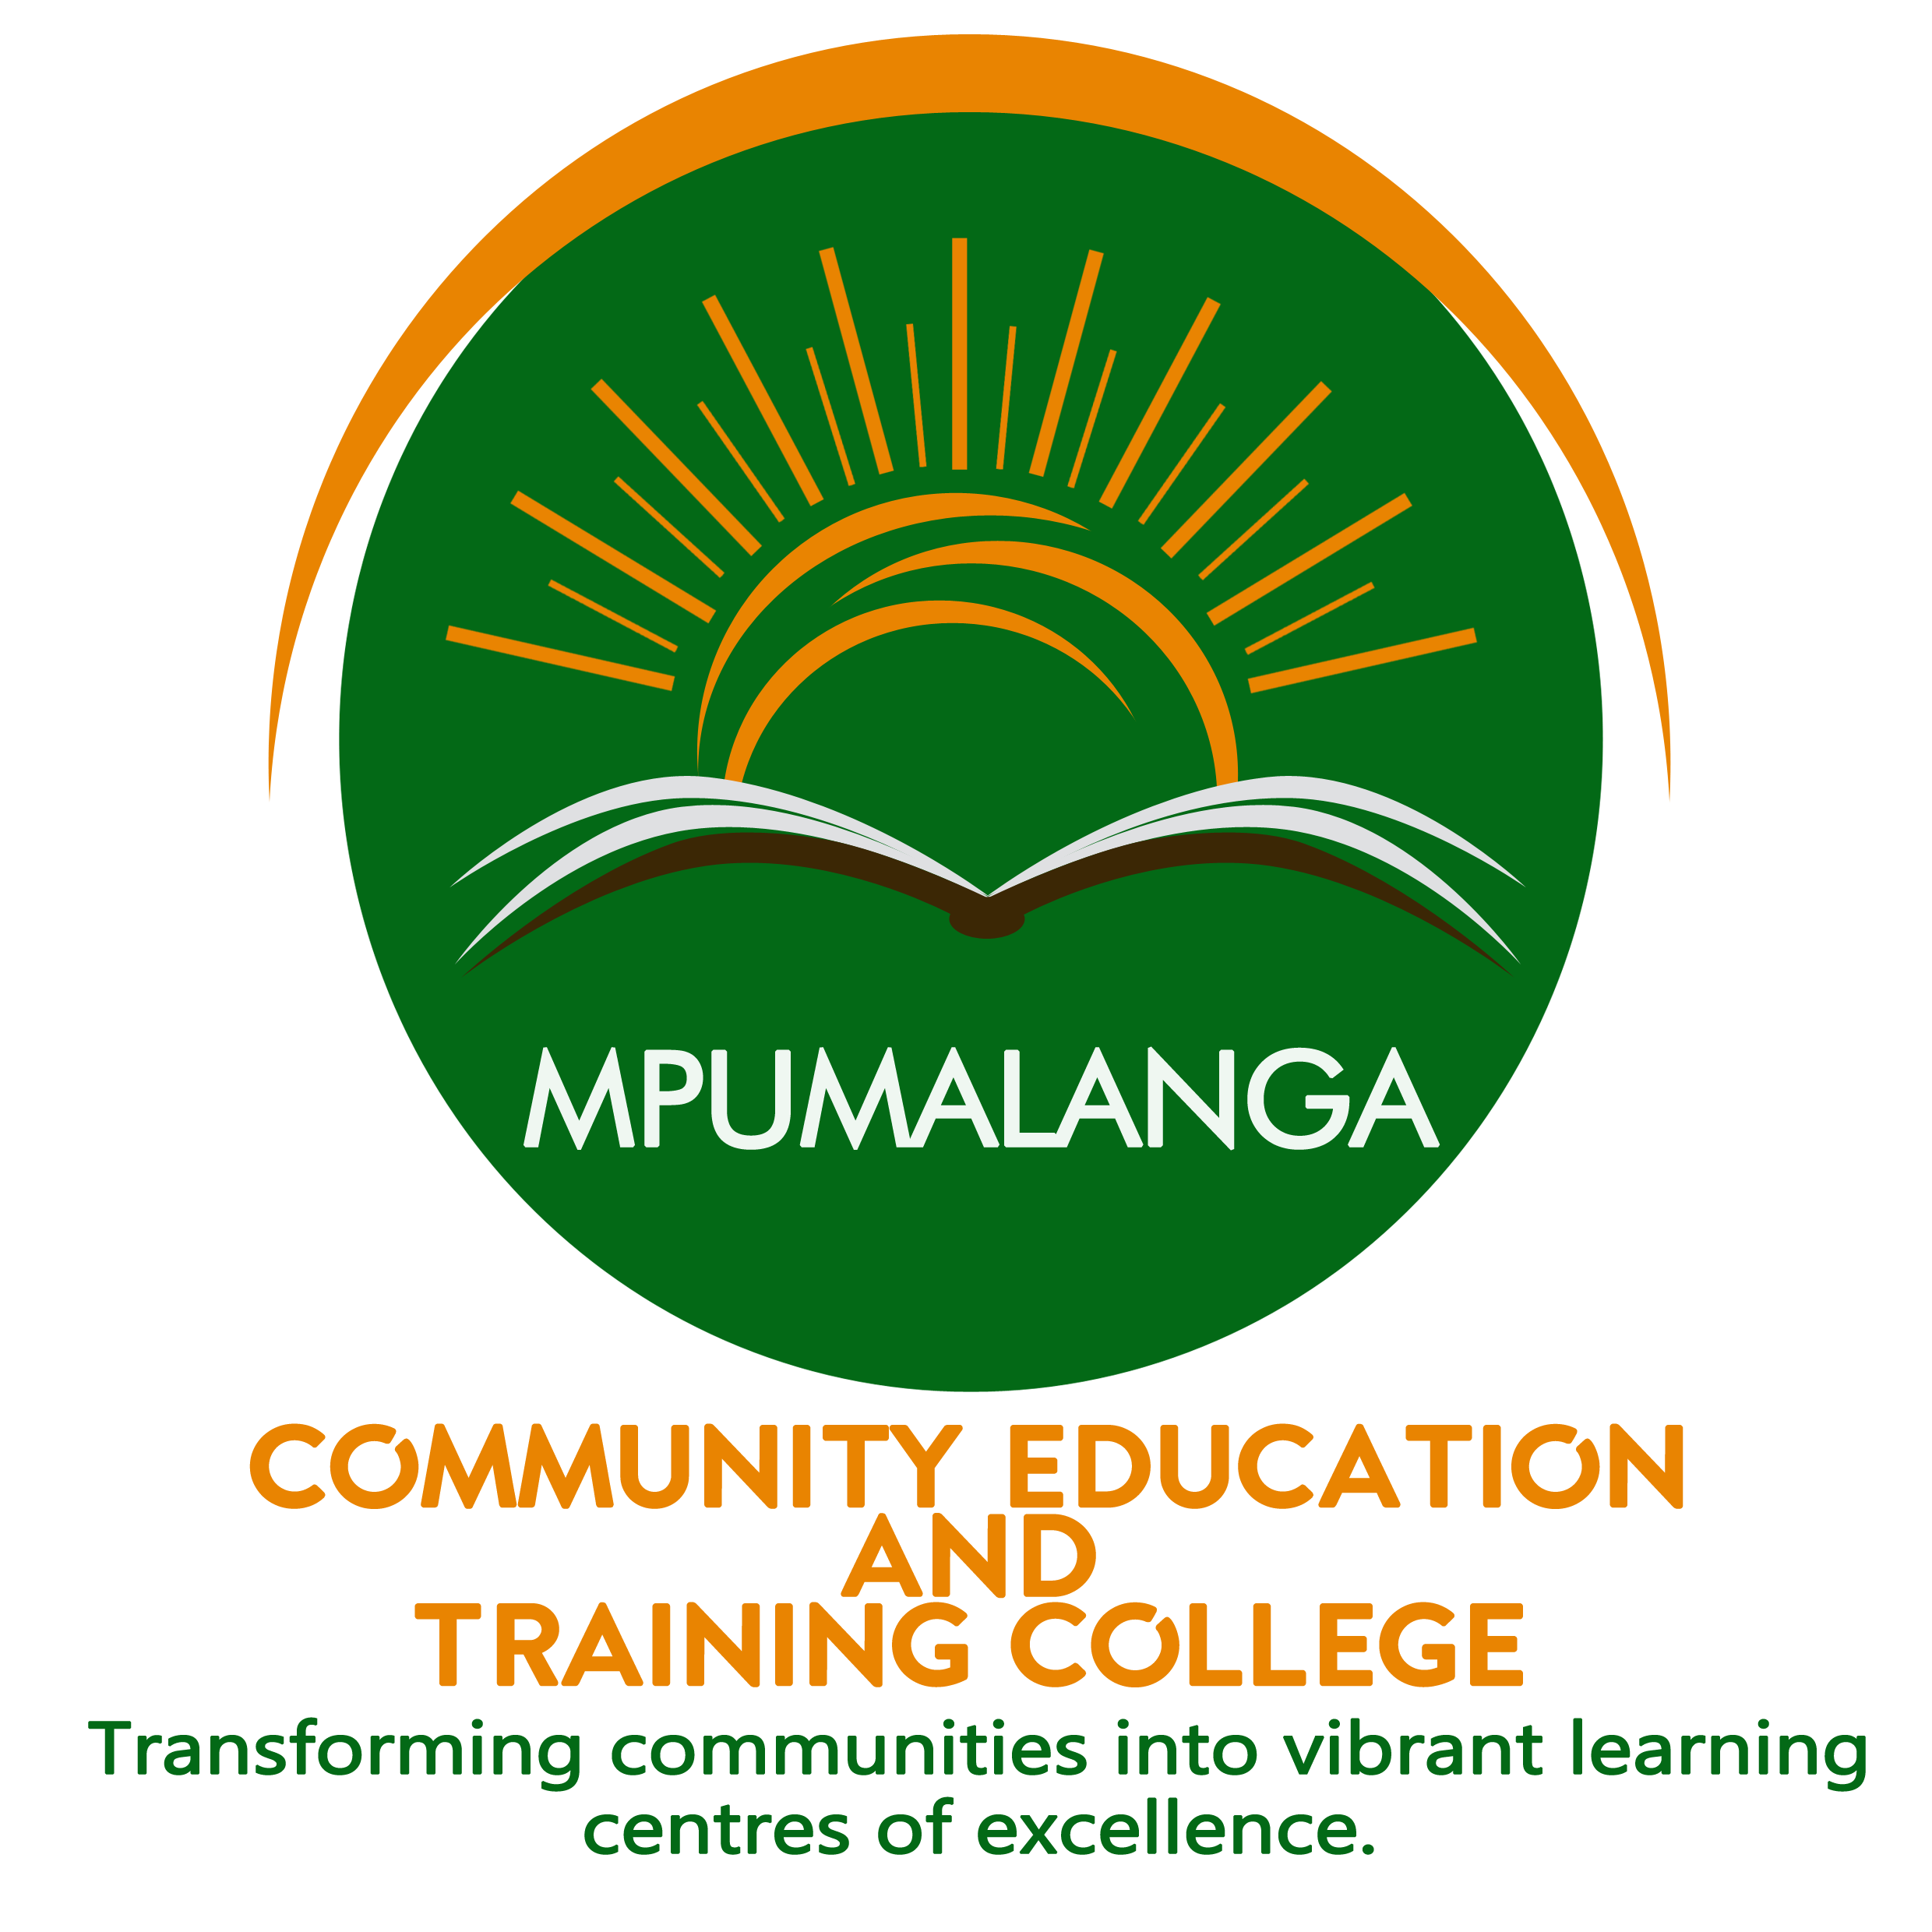 MPUMALANGA
COMMUNITY EDUCATION
AND
TRAINING COLLEGE
Transforming communities into vibrant learning
centres of excellence.